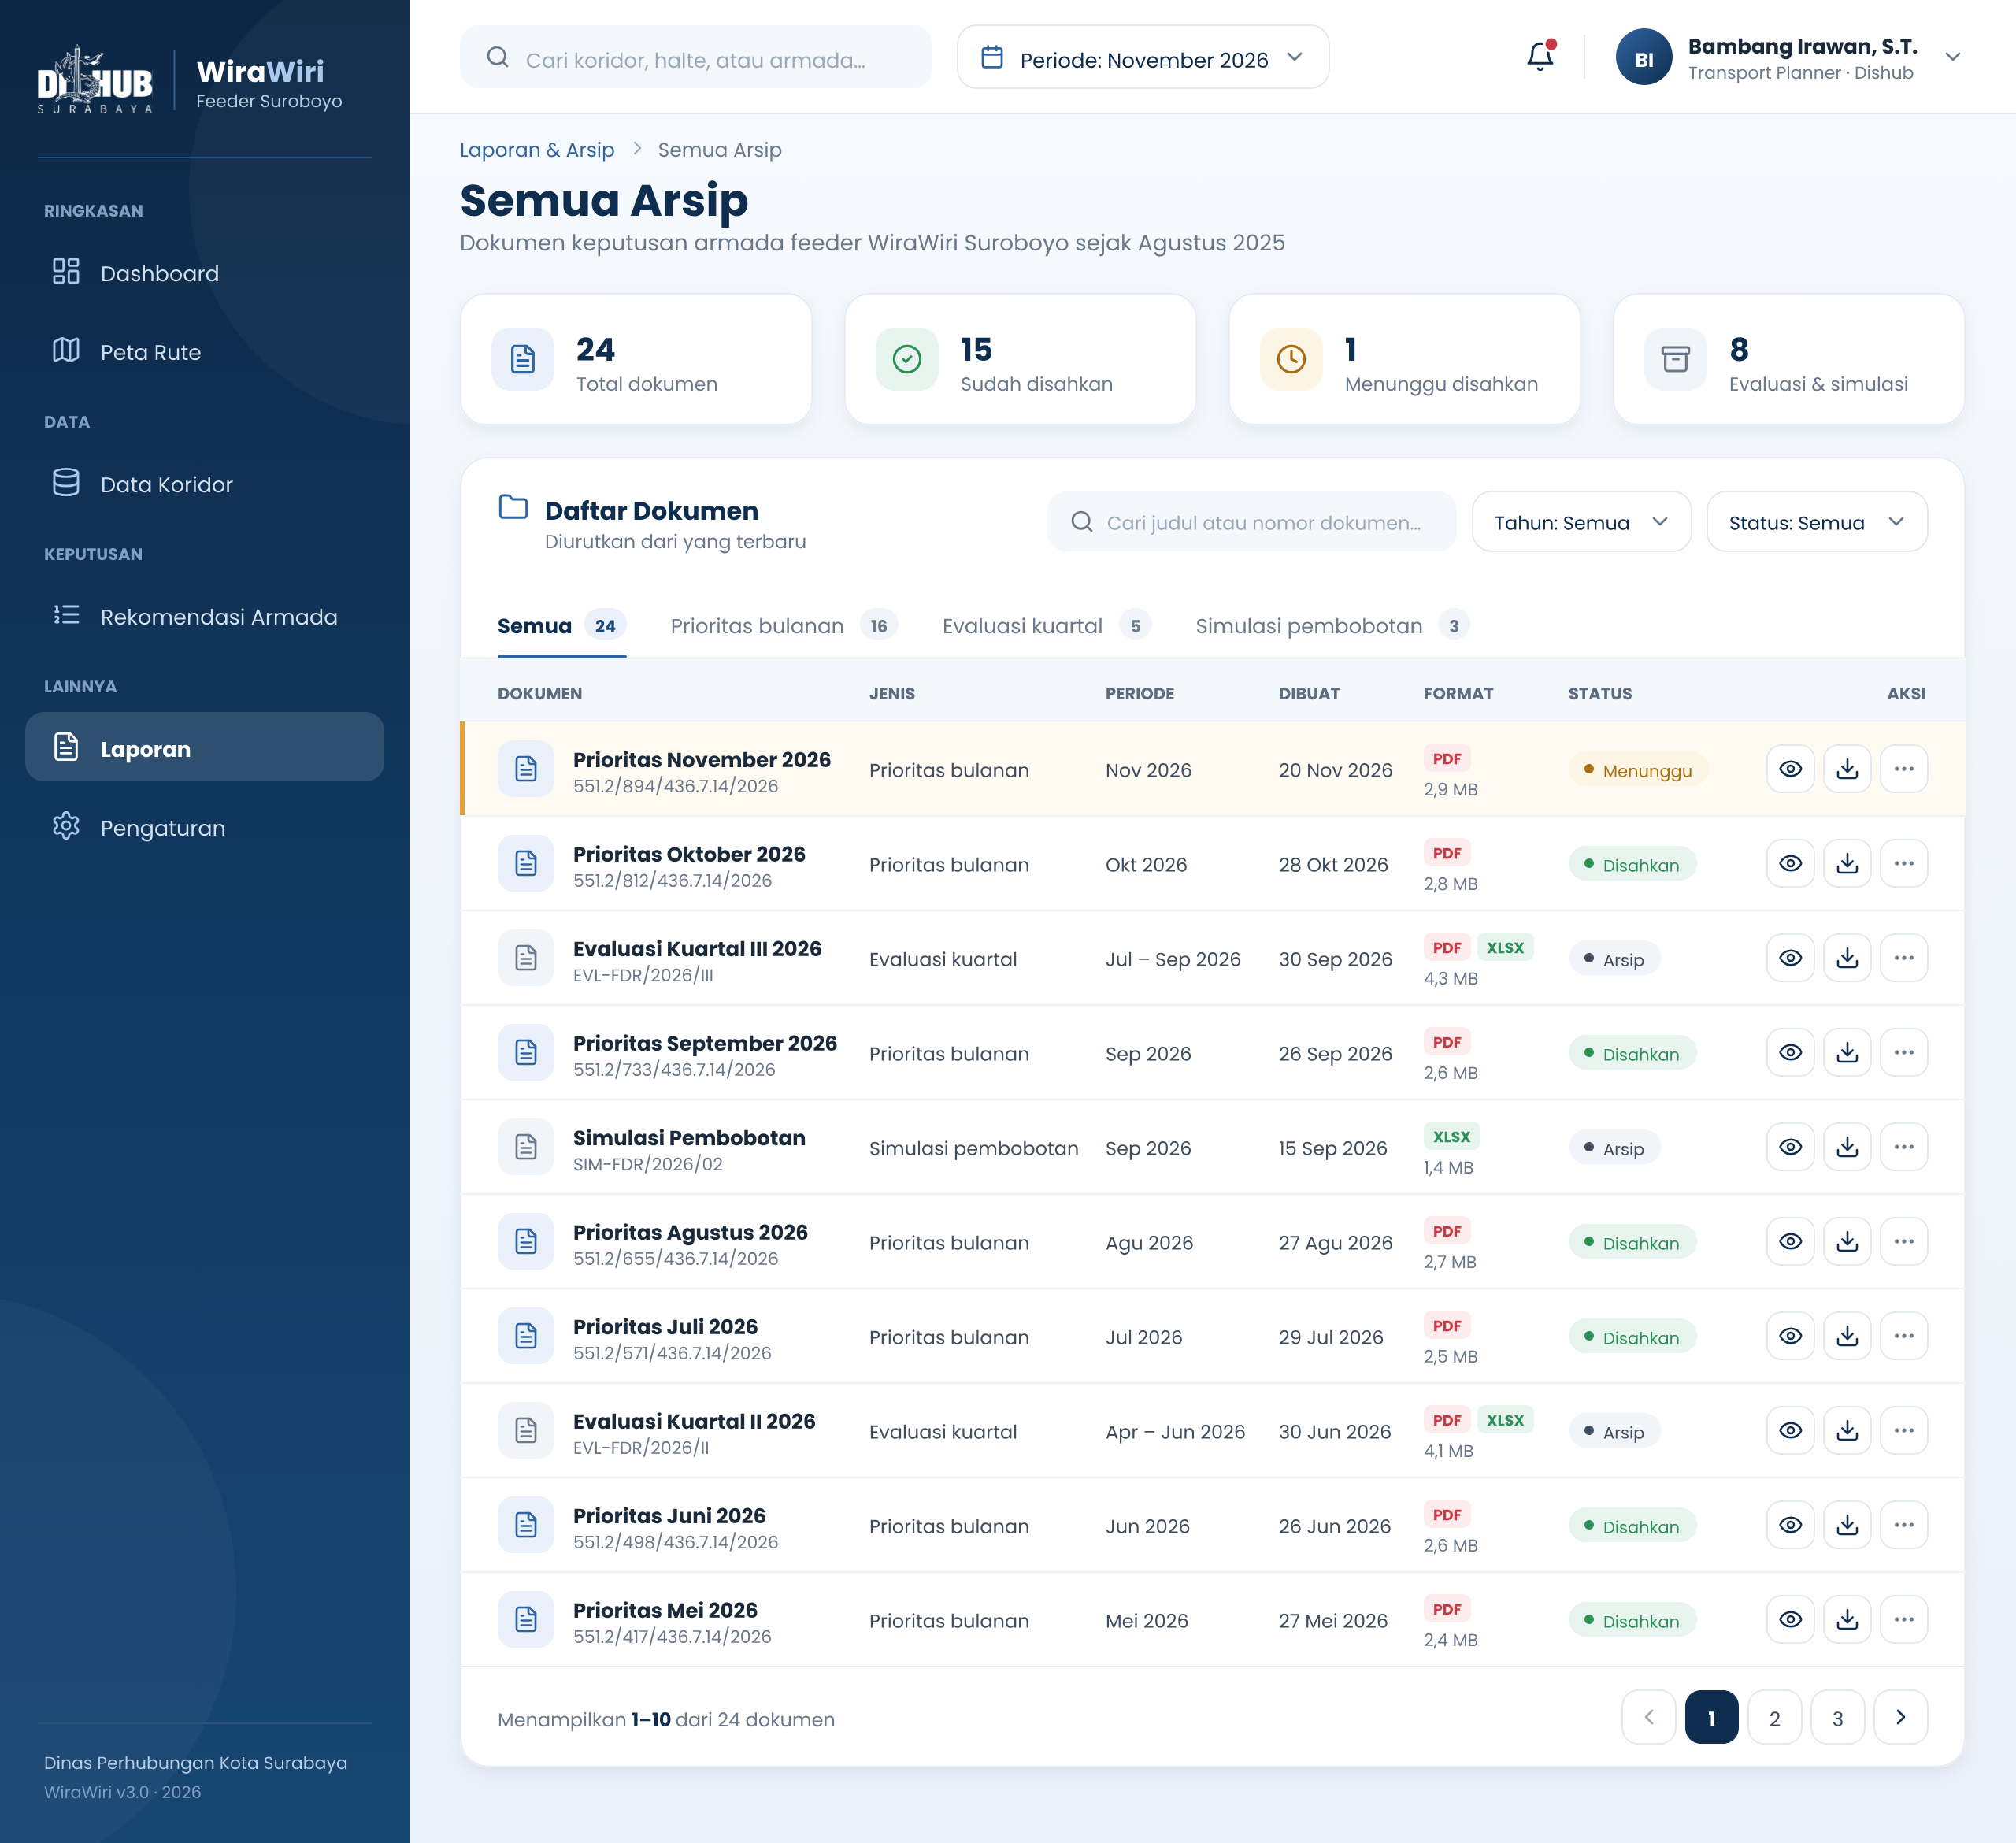 DISHUB
SURABAYA
WiraWiri
Feeder Suroboyo
RINGKASAN
Dashboard
Peta Rute
DATA
Data Koridor
KEPUTUSAN
Rekomendasi Armada
LAINNYA
Laporan
Pengaturan
Dinas Perhubungan Kota Surabaya
WiraWiri v3.0 · 2026
Cari koridor, halte, atau armada...
Periode: November 2026
BI
Bambang Irawan, S.T.
Transport Planner · Dishub
Laporan & Arsip > Semua Arsip
Semua Arsip
Dokumen keputusan armada feeder WiraWiri Suroboyo sejak Agustus 2025
24
Total dokumen
15
Sudah disahkan
1
Menunggu disahkan
8
Evaluasi & simulasi
Daftar Dokumen
Diurutkan dari yang terbaru
Cari judul atau nomor dokumen...
Tahun: Semua
Status: Semua
Semua 24 Prioritas bulanan 16 Evaluasi kuartal 5 Simulasi pembobotan 3
DOKUMEN JENIS PERIODE DIBUAT FORMAT STATUS AKSI
Prioritas November 2026
551.2/894/436.7.14/2026
Prioritas bulanan
Nov 2026
20 Nov 2026
PDF
2,9 MB
Menunggu
Prioritas Oktober 2026
551.2/812/436.7.14/2026
Prioritas bulanan
Okt 2026
28 Okt 2026
PDF
2,8 MB
Disahkan
Evaluasi Kuartal III 2026
EVL-FDR/2026/III
Evaluasi kuartal
Jul – Sep 2026
30 Sep 2026
PDF XLSX
4,3 MB
Arsip
Prioritas September 2026
551.2/733/436.7.14/2026
Prioritas bulanan
Sep 2026
26 Sep 2026
PDF
2,6 MB
Disahkan
Simulasi Pembobotan
SIM-FDR/2026/02
Simulasi pembobotan
Sep 2026
15 Sep 2026
XLSX
1,4 MB
Arsip
Prioritas Agustus 2026
551.2/655/436.7.14/2026
Prioritas bulanan
Agu 2026
27 Agu 2026
PDF
2,7 MB
Disahkan
Prioritas Juli 2026
551.2/571/436.7.14/2026
Prioritas bulanan
Jul 2026
29 Jul 2026
PDF
2,5 MB
Disahkan
Evaluasi Kuartal II 2026
EVL-FDR/2026/II
Evaluasi kuartal
Apr – Jun 2026
30 Jun 2026
PDF XLSX
4,1 MB
Arsip
Prioritas Juni 2026
551.2/498/436.7.14/2026
Prioritas bulanan
Jun 2026
26 Jun 2026
PDF
2,6 MB
Disahkan
Prioritas Mei 2026
551.2/417/436.7.14/2026
Prioritas bulanan
Mei 2026
27 Mei 2026
PDF
2,4 MB
Disahkan
Menampilkan 1–10 dari 24 dokumen
1 2 3